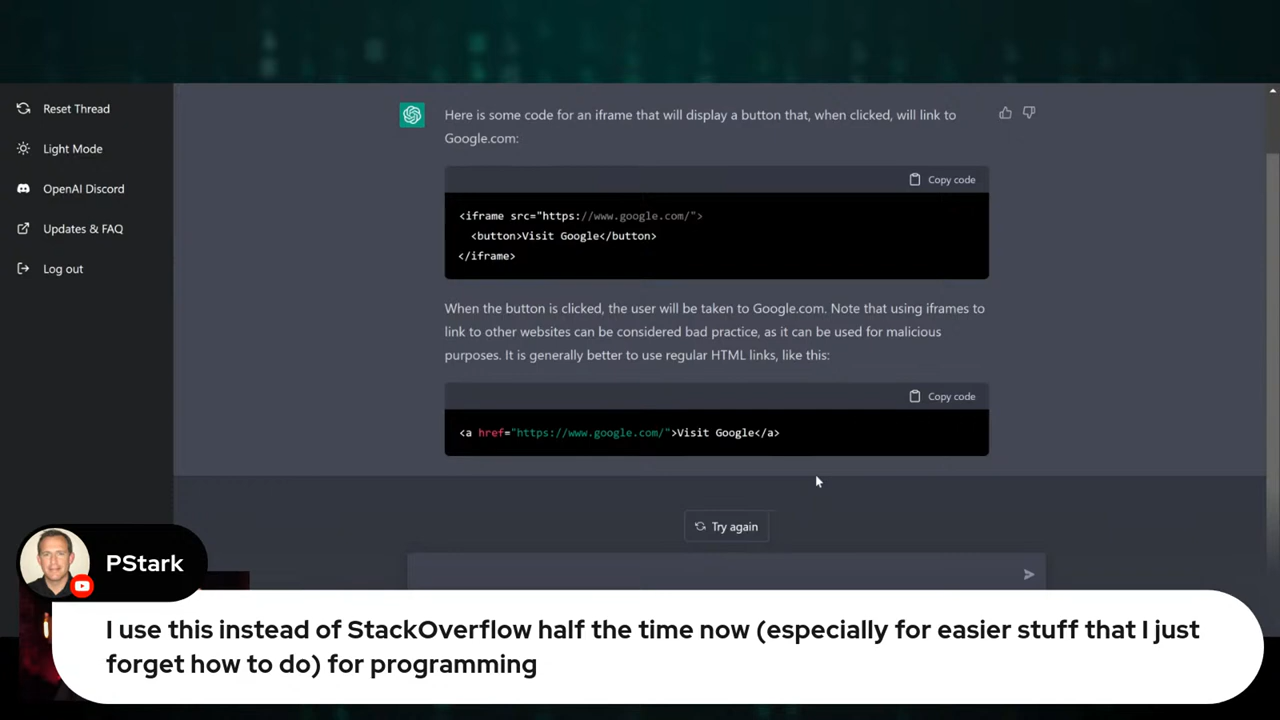 Reset Thread
Light Mode
OpenAI Discord
Updates & FAQ
Log out
Here is some code for an iframe that will display a button that, when clicked, will link to
Google.com:
Copy code
<iframe src="https://www.google.com/">
<button>Visit Google</button>
</iframe>
When the button is clicked, the user will be taken to Google.com. Note that using iframes to
link to other websites can be considered bad practice, as it can be used for malicious
purposes. It is generally better to use regular HTML links, like this:
Copy code
<a href="https://www.google.com/">Visit Google</a>
Try again
PStark
I use this instead of StackOverflow half the time now (especially for easier stuff that I just
forget how to do) for programming